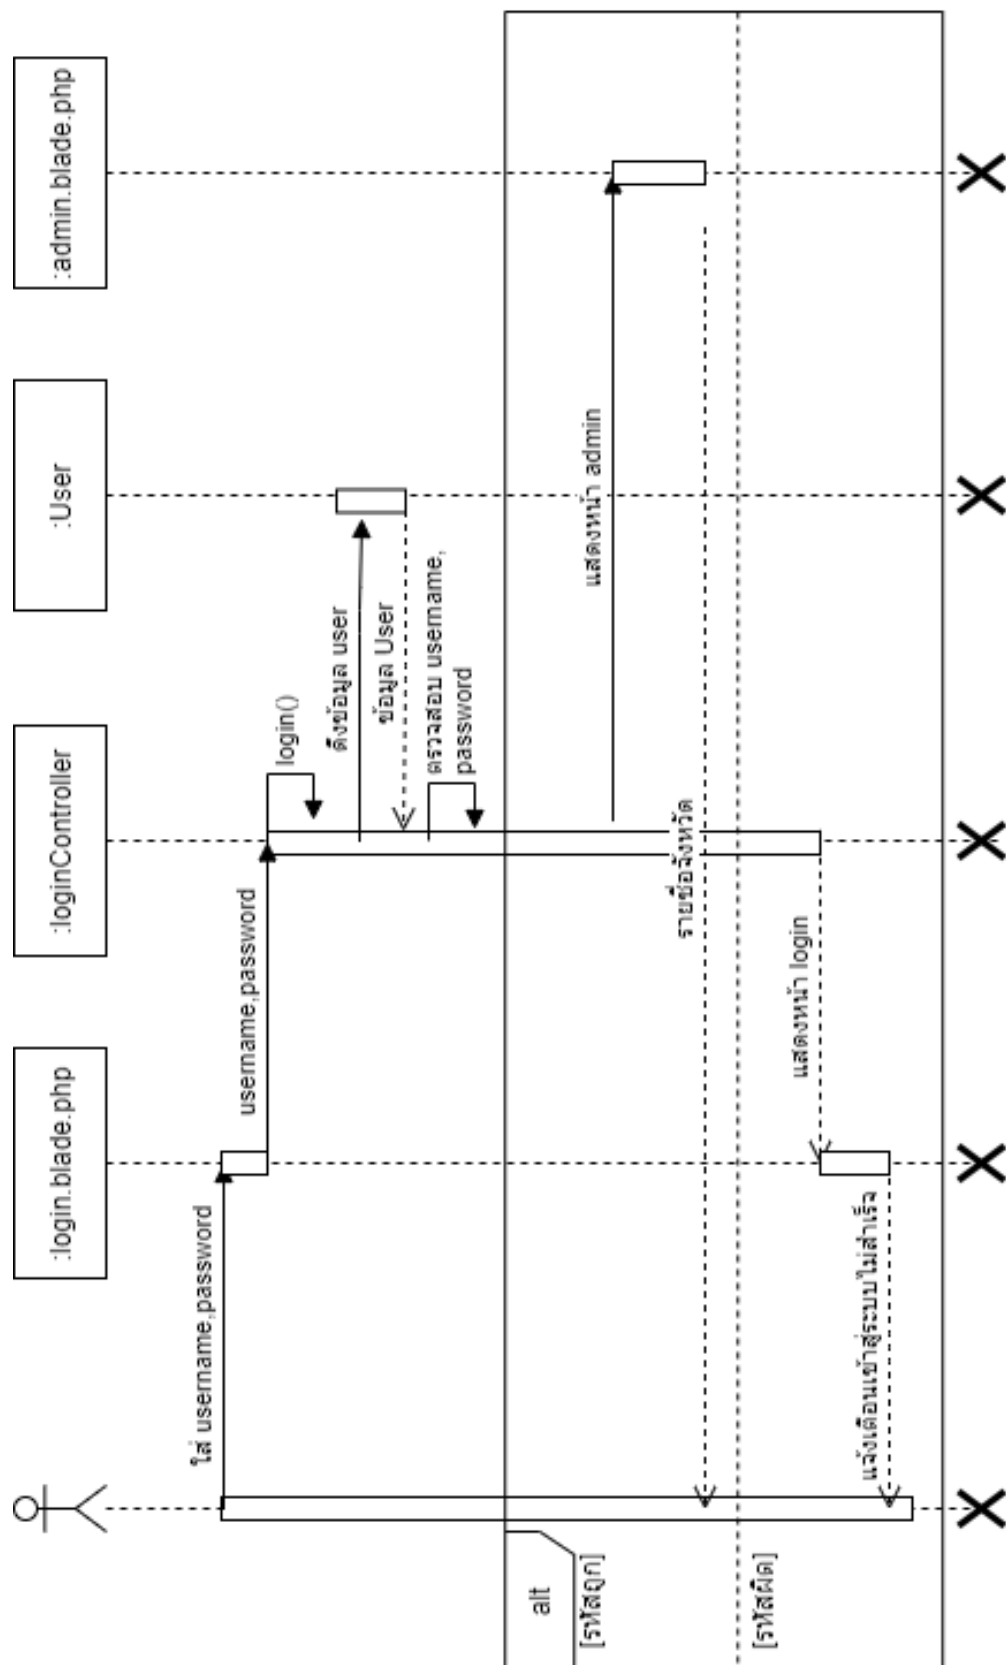 :login.blade.php
:loginController
:User
:admin.blade.php
ใส่ username,password
username,password
login()
ดึงข้อมูล user
ข้อมูล User
ตรวจสอบ username,
password
alt
[รหัสถูก]
แสดงหน้า admin
รายชื่อจังหวัด
[รหัสผิด]
แสดงหน้า login
แจ้งเตือนเข้าสู่ระบบไม่สำเร็จ